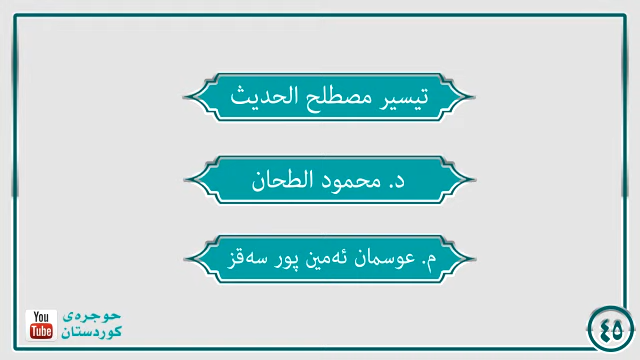 تيسير مصطلح الحديث
د. محمود الطحان
م. عوسمان ئەمین پور سەقز
You
Tube
حوجرەی
کوردستان
٤٥